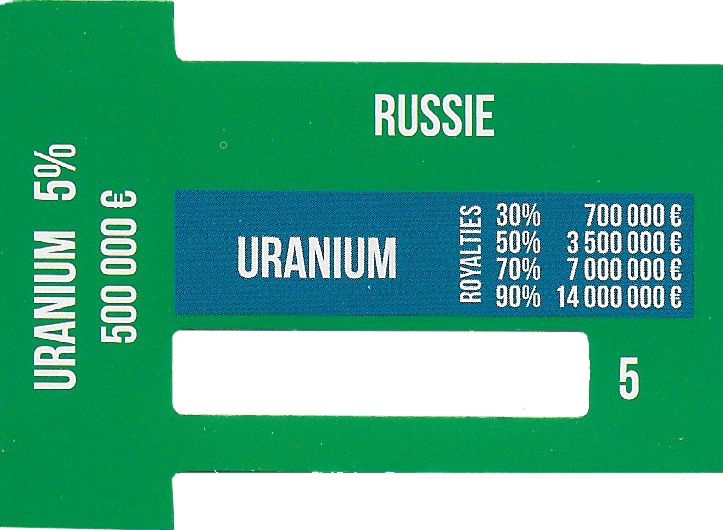 RUSSIE
URANIUM 5%
500 000 €
URANIUM
ROYALTIES
30% 700 000 €
50% 3 500 000 €
70% 7 000 000 €
90% 14 000 000 €
5